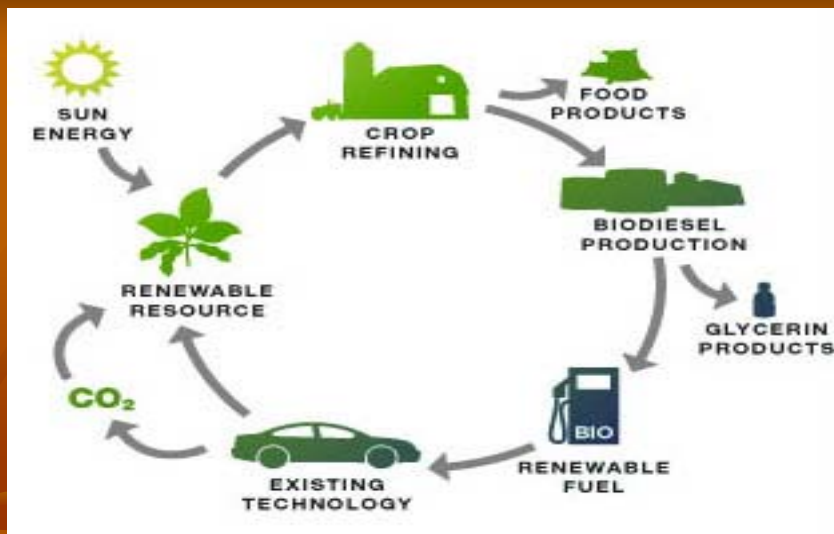 SUN
ENERGY
CROP
REFINING
FOOD
PRODUCTS
BIODIESEL
PRODUCTION
GLYCERIN
PRODUCTS
BIO
RENEWABLE
FUEL
EXISTING
TECHNOLOGY
CO₂
RENEWABLE
RESOURCE